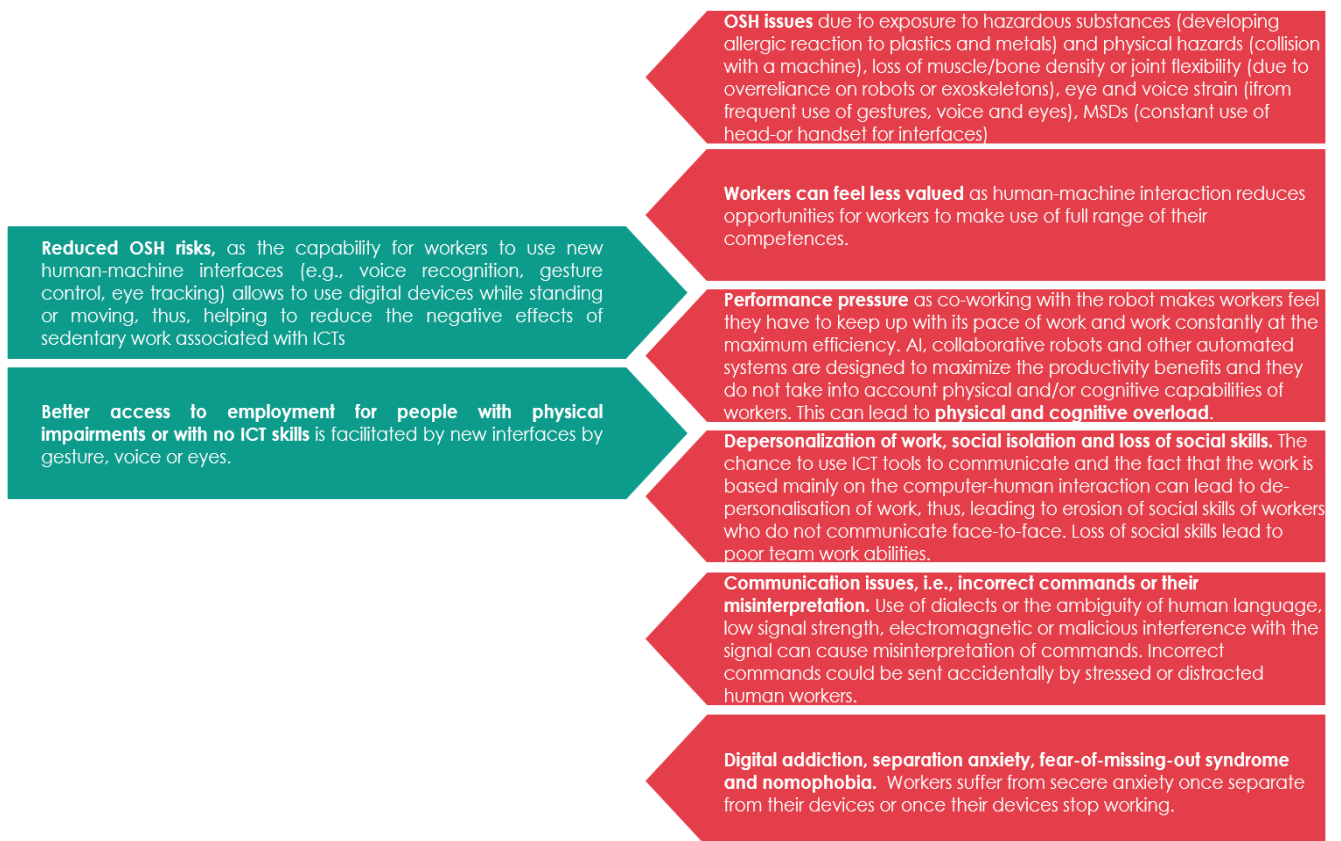 Reduced OSH risks, as the capability for workers to use new
human-machine interfaces (e.g., voice recognition, gesture
control, eye tracking) allows to use digital devices while standing
or moving, thus, helping to reduce the negative effects of
sedentary work associated with ICTs
Better access to employment for people with physical
impairments or with no ICT skills is facilitated by new interfaces by
gesture, voice or eyes.
OSH issues due to exposure to hazardous substances (developing
allergic reaction to plastics and metals) and physical hazards (collision
with a machine), loss of muscle/bone density or joint flexibility (due to
overreliance on robots or exoskeletons), eye and voice strain (ifrom
frequent use of gestures, voice and eyes), MSDs (constant use of
head-or handset for interfaces)
Workers can feel less valued as human-machine interaction reduces
opportunities for workers to make use of full range of their
competences.
Performance pressure as co-working with the robot makes workers feel
they have to keep up with its pace of work and work constantly at the
maximum efficiency. AI, collaborative robots and other automated
systems are designed to maximize the productivity benefits and they
do not take into account physical and/or cognitive capabilities of
workers. This can lead to physical and cognitive overload.
Depersonalization of work, social isolation and loss of social skills. The
chance to use ICT tools to communicate and the fact that the work is
based mainly on the computer-human interaction can lead to de-
personalisation of work, thus, leading to erosion of social skills of workers
who do not communicate face-to-face. Loss of social skills lead to
poor team work abilities.
Communication issues, i.e., incorrect commands or their
misinterpretation. Use of dialects or the ambiguity of human language,
low signal strength, electromagnetic or malicious interference with the
signal can cause misinterpretation of commands. Incorrect
commands could be sent accidentally by stressed or distracted
human workers.
Digital addiction, separation anxiety, fear-of-missing-out syndrome
and nomophobia. Workers suffer from secere anxiety once separate
from their devices or once their devices stop working.